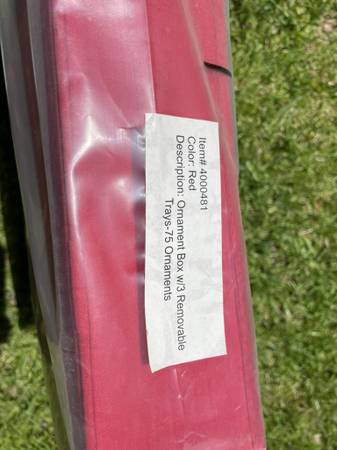 Item# 4000481
Color: Red
Description: Ornament Box w/3 Removable
Trays-75 Ornaments